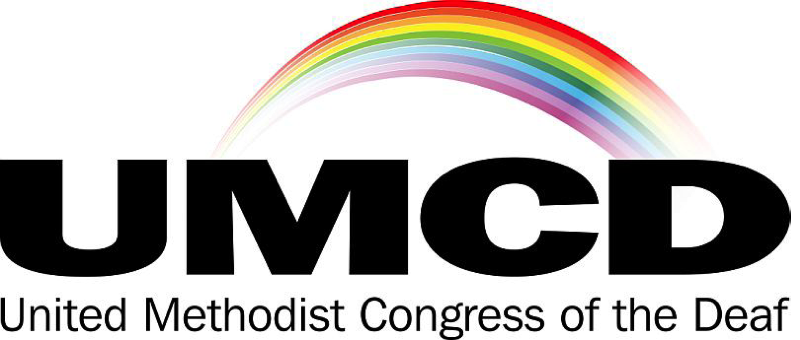 UMCD
United Methodist Congress of the Deaf